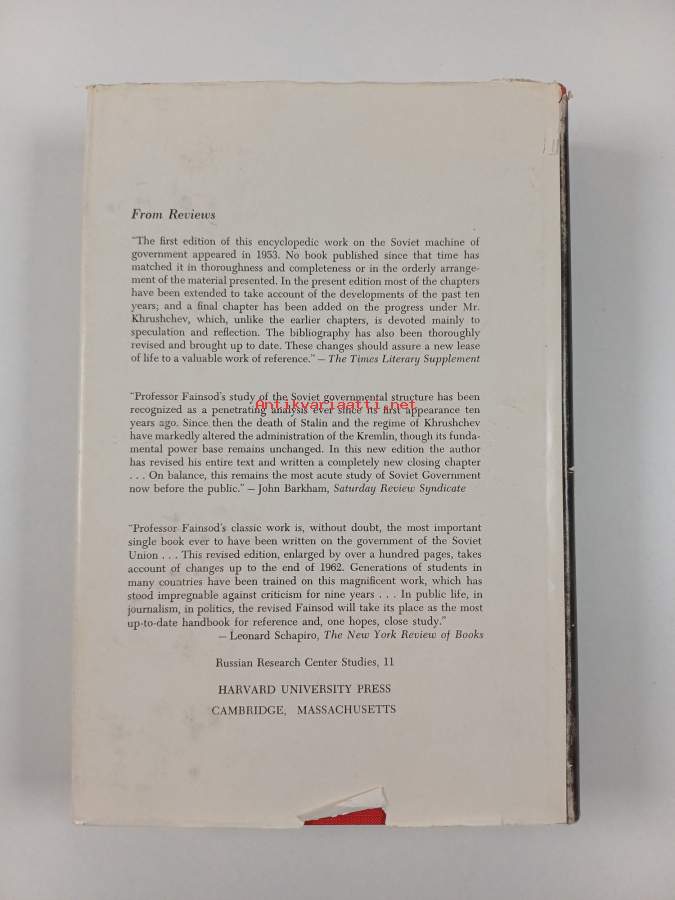 From Reviews
"The first edition of this encyclopedic work on the Soviet machine of
government appeared in 1953. No book published since that time has
matched it in thoroughness and completeness or in the orderly arrange-
ment of the material presented. In the present edition most of the chapters
have been extended to take account of the developments of the past ten
years; and a final chapter has been added on the progress under Mr.
Khrushchev, which, unlike the earlier chapters, is devoted mainly to
speculation and reflection. The bibliography has also been thoroughly
revised and brought up to date. These changes should assure a new lease
of life to a valuable work of reference." – The Times Literary Supplement
"Professor Fainsod's study of the Soviet governmental structure has been
Antikvariaatti.net
recognized as a penetrating analysis ever since its first appearance ten
years ago. Since then the death of Stalin and the regime of Khrushchev
have markedly altered the administration of the Kremlin, though its funda-
mental power base remains unchanged. In this new edition the author
has revised his entire text and written a completely new closing chapter
. . . On balance, this remains the most acute study of Soviet Government
now before the public." – John Barkham, Saturday Review Syndicate
"Professor Fainsod's classic work is, without doubt, the most important
single book ever to have been written on the government of the Soviet
Union . . . This revised edition, enlarged by over a hundred pages, takes
account of changes up to the end of 1962. Generations of students in
many countries have been trained on this magnificent work, which has
stood impregnable against criticism for nine years . . . In public life, in
journalism, in politics, the revised Fainsod will take its place as the most
up-to-date handbook for reference and, one hopes, close study."
– Leonard Schapiro, The New York Review of Books
Russian Research Center Studies, 11
HARVARD UNIVERSITY PRESS
CAMBRIDGE, MASSACHUSETTS